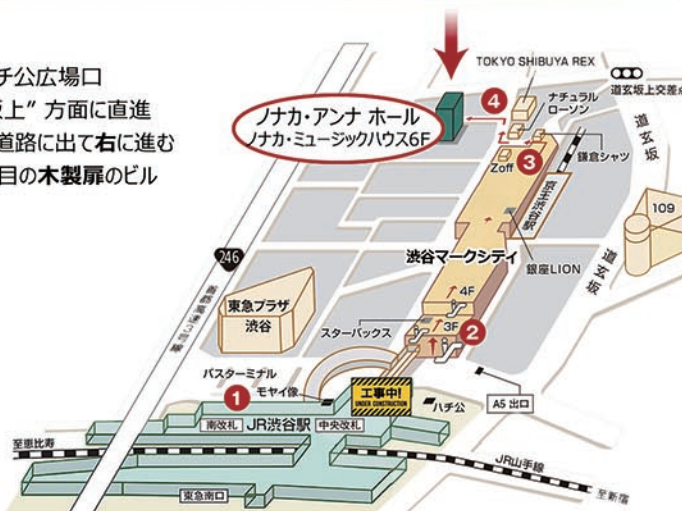 チ公広場口
坂上” 方面に直進
道路に出て右に進む
目の木製扉のビル
ノナカ・アンナ ホール
ノナカ・ミュージックハウス6F
TOKYO SHIBUYA REX
ナチュラル
ローソン
道玄坂上交差点
4
3
Zoff
鎌倉シャツ
道玄坂
京王渋谷駅
109
246
渋谷マークシティ
銀座LION
道玄坂
首都高速3号線
東急プラザ
渋谷
4F
スターバックス
3F
2
バスターミナル
1
モヤイ像
工事中!
UNDER CONSTRUCTION
ハチ公
A5 出口
南改札
JR渋谷駅
中央改札
至恵比寿
JR山手線
東急南口
至新宿